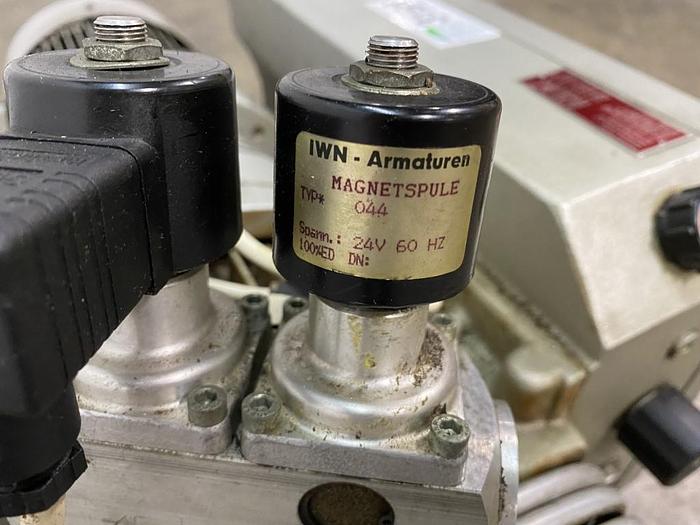 IWN - Armaturen
MAGNETSPULE
TYP* 044
Spann.: 24V 60 HZ
100%ED DN: